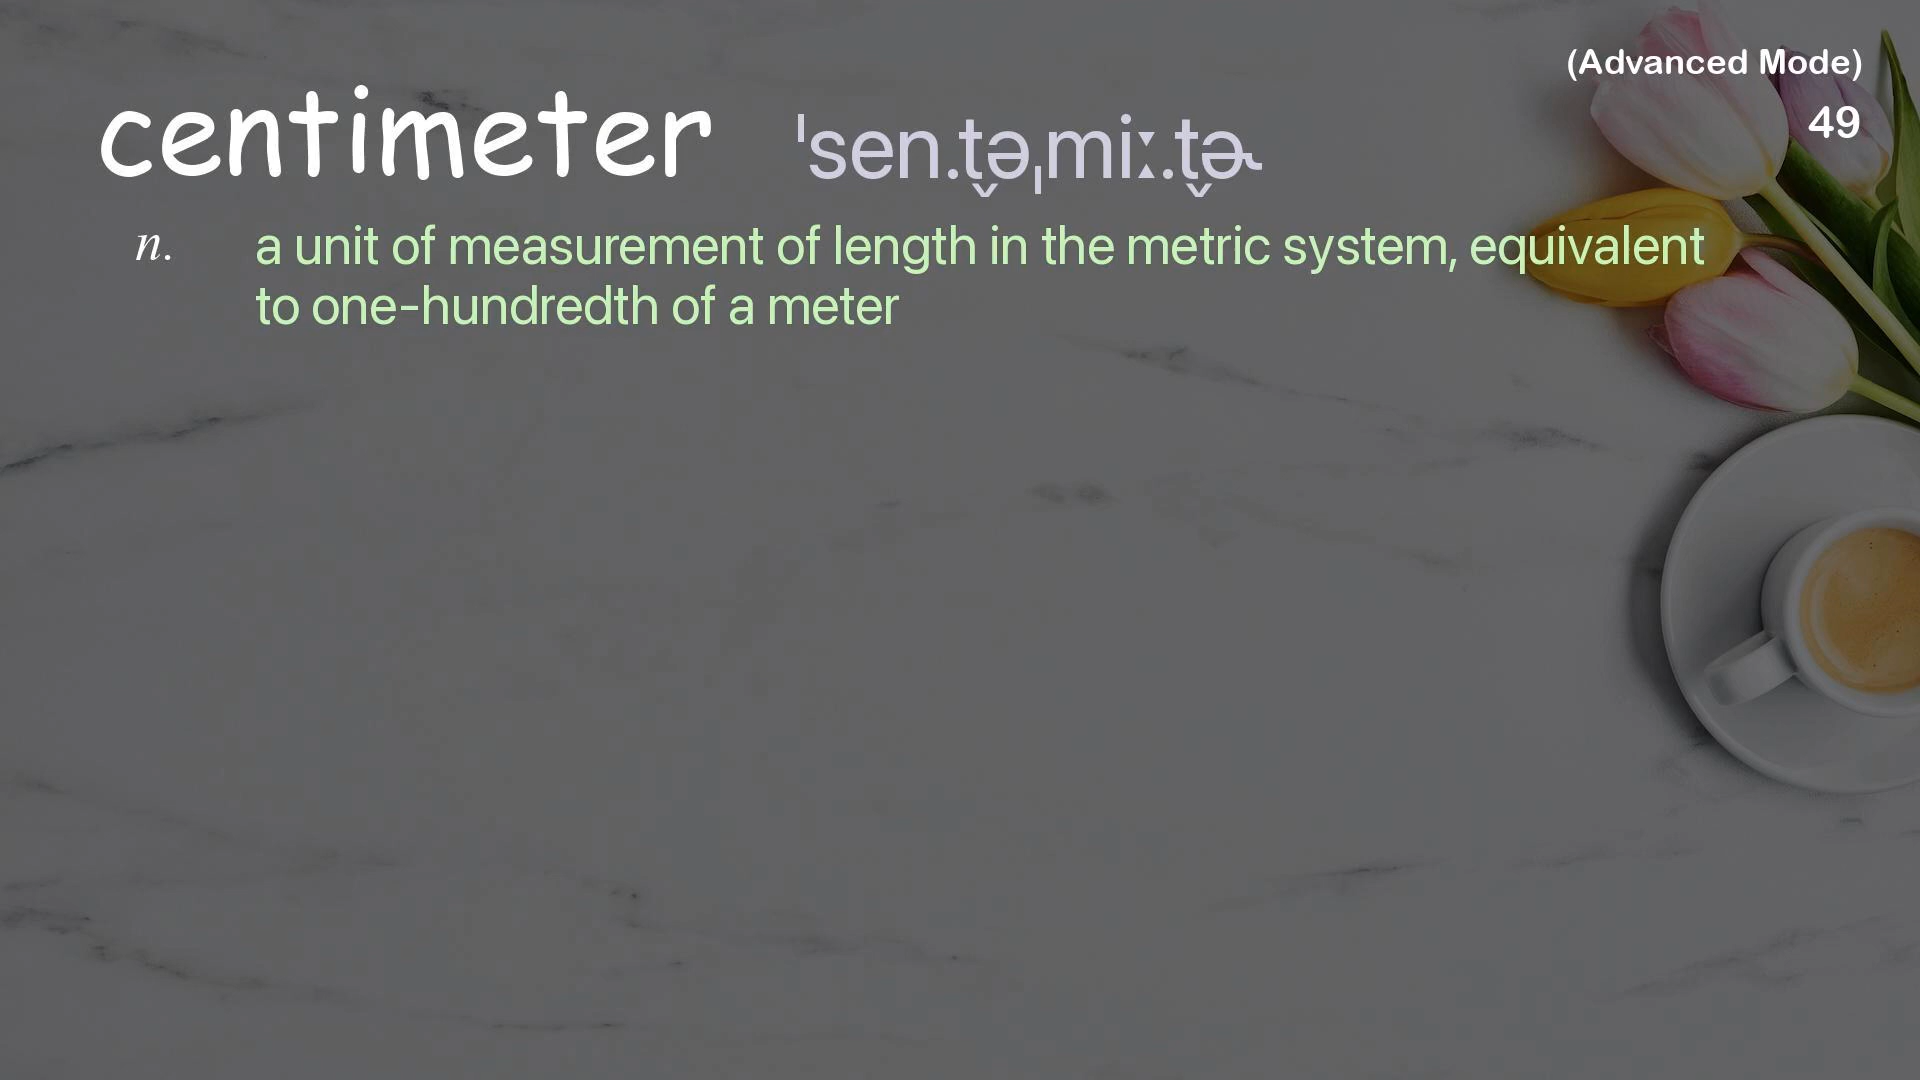 (Advanced Mode)
centimeter ˈsen.t̬əˌmiː.t̬ɚ
49
n. a unit of measurement of length in the metric system, equivalent
to one-hundredth of a meter